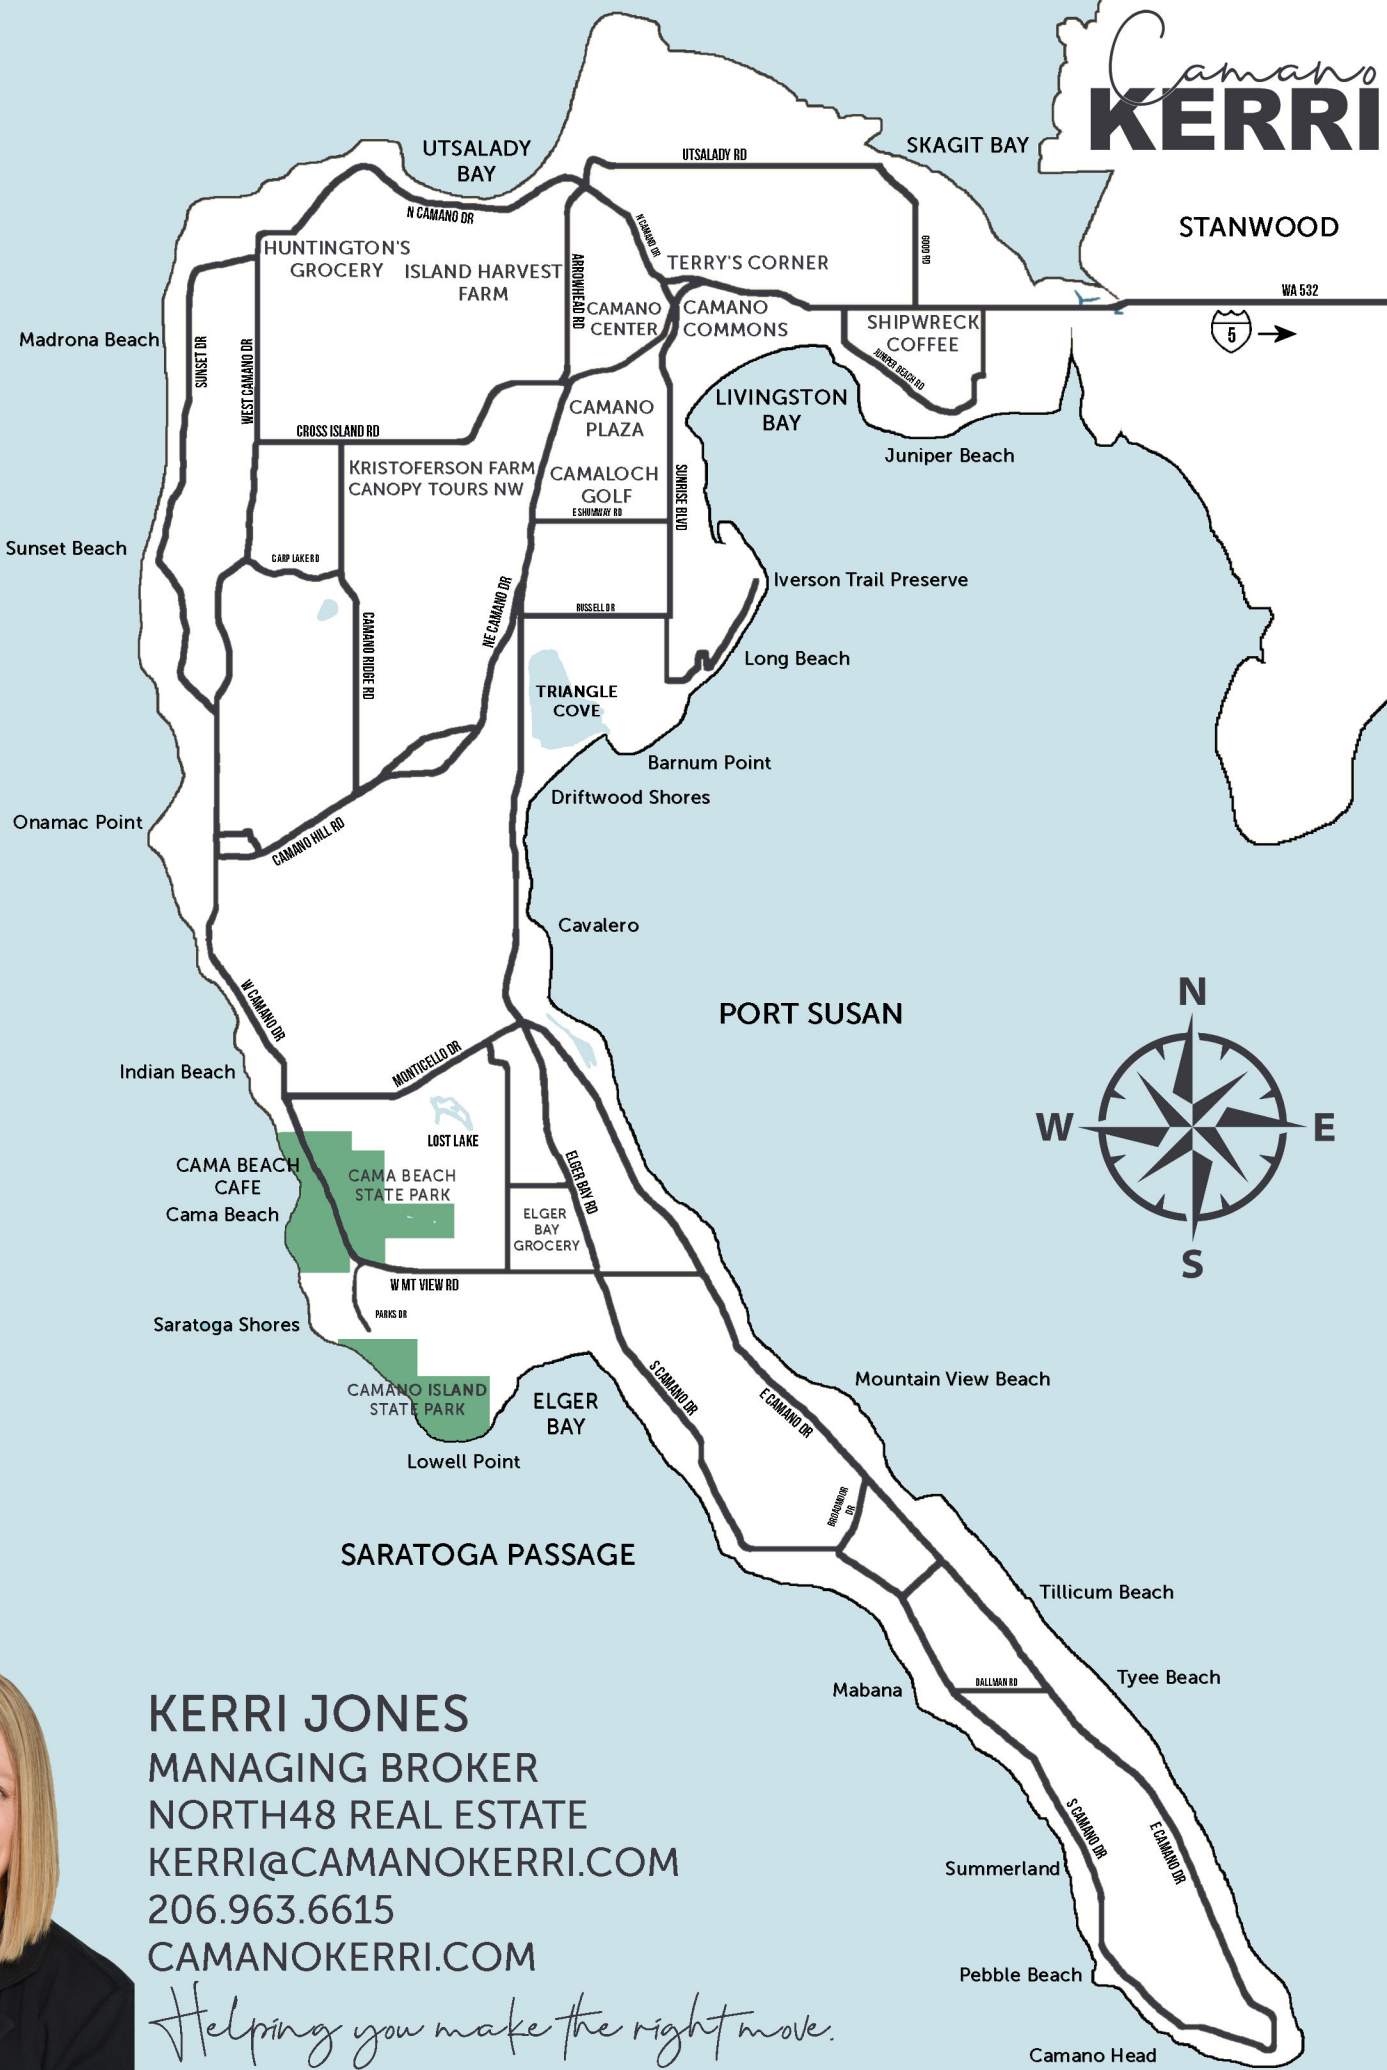 Camano
KERRI
UTSALADY
BAY
UTSALADY RD
SKAGIT BAY
STANWOOD
WA 532
5
N CAMANO DR
N CAMANO DR
GOOD RD
HUNTINGTON'S
GROCERY
ISLAND HARVEST
FARM
ARROWHEAD RD
TERRY'S CORNER
CAMANO
CENTER
CAMANO
COMMONS
SHIPWRECK
COFFEE
JUNIPER BEACH RD
Madrona Beach
SUNSET DR
WEST CAMANO DR
CROSS ISLAND RD
CAMANO
PLAZA
LIVINGSTON
BAY
Juniper Beach
KRISTOFERSON FARM
CANOPY TOURS NW
CAMALOCH
GOLF
E SHUMWAY RD
SUNRISE BLVD
Sunset Beach
CARP LAKE RD
Iverson Trail Preserve
NE CAMANO DR
RUSSELL DR
CAMANO RIDGE RD
Long Beach
TRIANGLE
COVE
Barnum Point
Driftwood Shores
Onamac Point
CAMANO HILL RD
Cavalero
W CAMANO DR
PORT SUSAN
N
W
E
S
Indian Beach
MONTICELLO DR
LOST LAKE
CAMA BEACH
CAFE
Cama Beach
CAMA BEACH
STATE PARK
ELGER BAY RD
ELGER
BAY
GROCERY
W MT VIEW RD
PARKS DR
Saratoga Shores
CAMANO ISLAND
STATE PARK
ELGER
BAY
Lowell Point
S CAMANO DR
E CAMANO DR
Mountain View Beach
BROADMOOR
DR
SARATOGA PASSAGE
Tillicum Beach
Tyee Beach
Mabana
DALLMAN RD
S CAMANO DR
E CAMANO DR
Summerland
Pebble Beach
Camano Head
KERRI JONES
MANAGING BROKER
NORTH48 REAL ESTATE
KERRI@CAMANOKERRI.COM
206.963.6615
CAMANOKERRI.COM
Helping you make the right move.